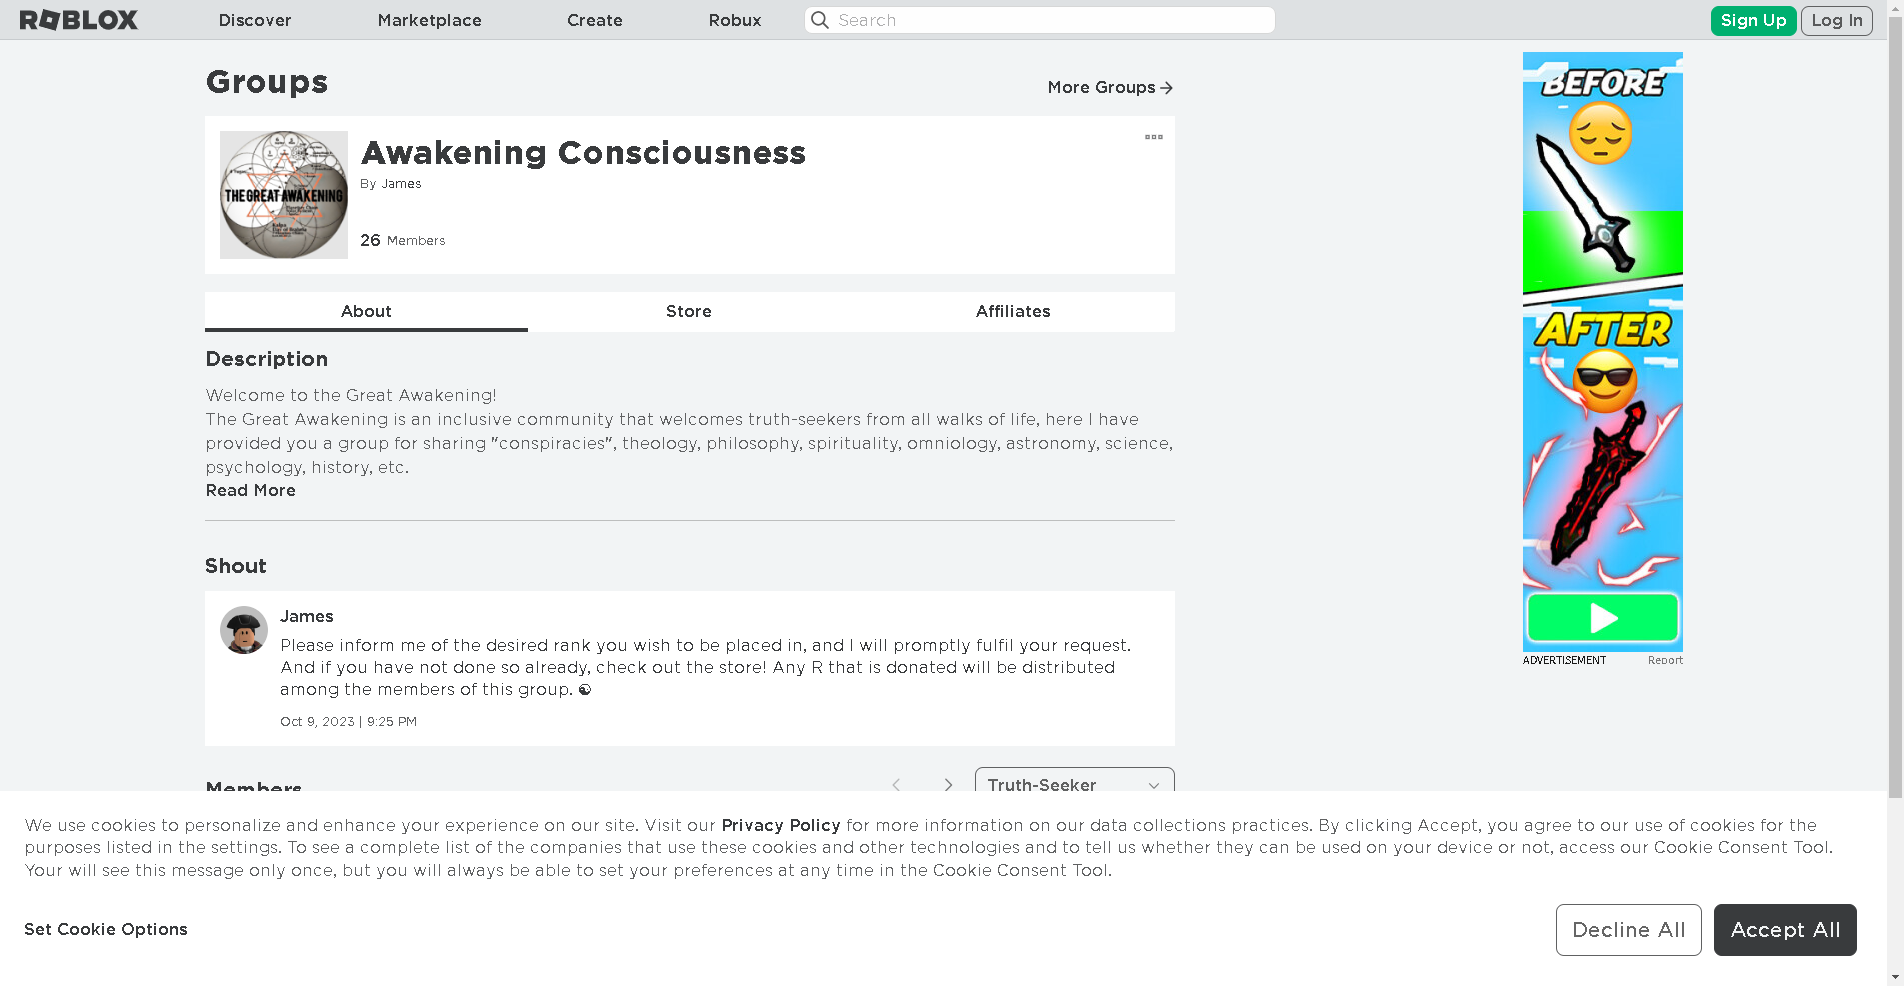 ROBLOX Discover Marketplace Create Robux Search Sign Up Log In
Groups
More Groups
THE GREAT AWAKENING
Awakening Consciousness
By James
26 Members
About Store Affiliates
Description
Welcome to the Great Awakening!
The Great Awakening is an inclusive community that welcomes truth-seekers from all walks of life, here I have
provided you a group for sharing "conspiracies", theology, philosophy, spirituality, omniology, astronomy, science,
psychology, history, etc.
Read More
Shout
James
Please inform me of the desired rank you wish to be placed in, and I will promptly fulfil your request.
And if you have not done so already, check out the store! Any R that is donated will be distributed
among the members of this group. ☯
Oct 9, 2023 | 9:25 PM
Members
Truth-Seeker
BEFORE
AFTER
ADVERTISEMENT Report
We use cookies to personalize and enhance your experience on our site. Visit our Privacy Policy for more information on our data collections practices. By clicking Accept, you agree to our use of cookies for the
purposes listed in the settings. To see a complete list of the companies that use these cookies and other technologies and to tell us whether they can be used on your device or not, access our Cookie Consent Tool.
Your will see this message only once, but you will always be able to set your preferences at any time in the Cookie Consent Tool.
Set Cookie Options
Decline All
Accept All